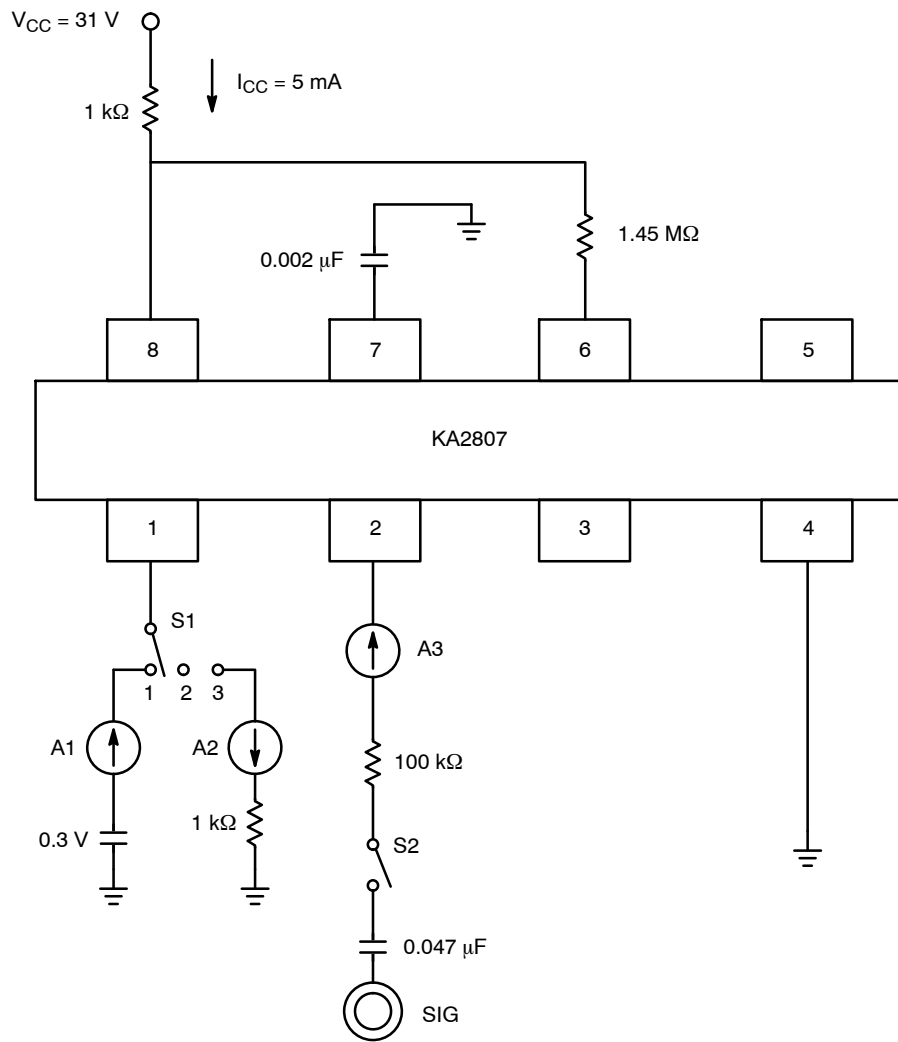 V_CC = 31 V
I_CC = 5 mA
1 kΩ
1.45 MΩ
0.002 μF
8
7
6
5
KA2807
1
2
3
4
S1
1 2 3
A3
A1
A2
100 kΩ
1 kΩ
0.3 V
S2
0.047 μF
SIG